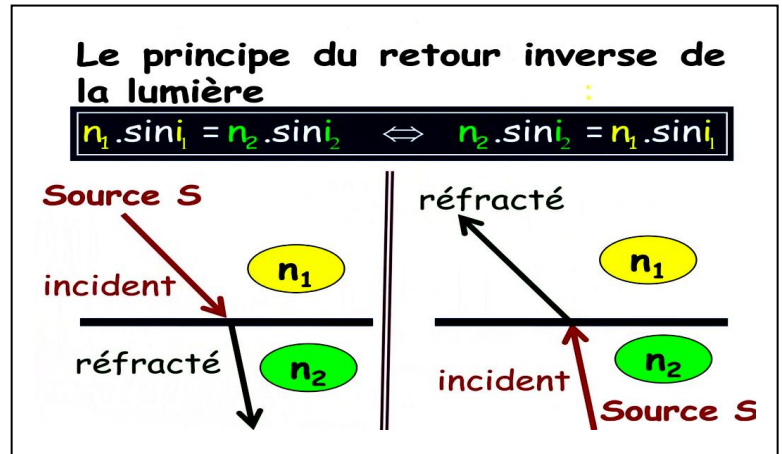 Le principe du retour inverse de
la lumière :
n₁.sini₁ = n₂.sini₂ ⇔ n₂.sini₂ = n₁.sini₁
Source S
incident
n₁
réfracté
n₂
réfracté
n₁
n₂
incident
Source S